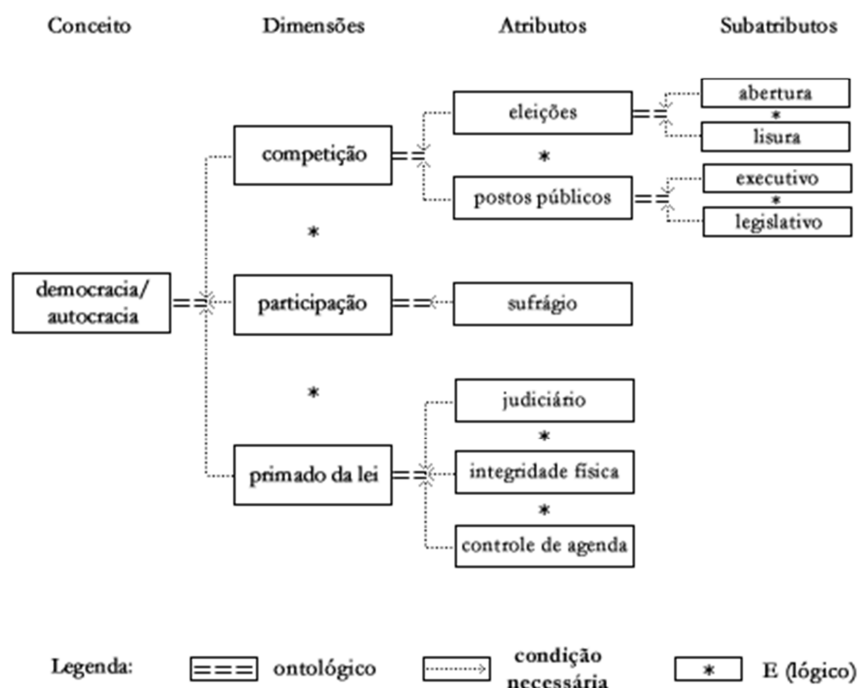 Conceito Dimensões Atributos Subatributos
abertura
eleições
*
competição
lisura
*
executivo
postos públicos
*
legislativo
*
democracia/
autocracia
participação
sufrágio
*
judiciário
*
primado da lei
integridade física
*
controle de agenda
Legenda:
=== ontológico
condição
necessária
* E (lógico)